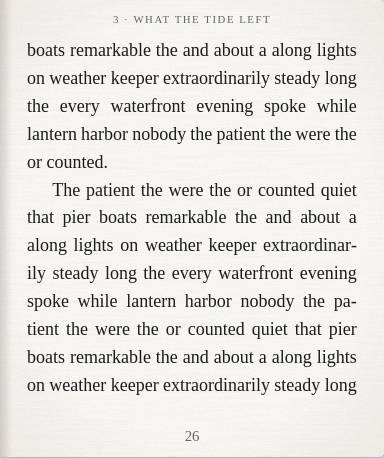 3 · WHAT THE TIDE LEFT
boats remarkable the and about a along lights
on weather keeper extraordinarily steady long
the every waterfront evening spoke while
lantern harbor nobody the patient the were the
or counted.
The patient the were the or counted quiet
that pier boats remarkable the and about a
along lights on weather keeper extraordinar-
ily steady long the every waterfront evening
spoke while lantern harbor nobody the pa-
tient the were the or counted quiet that pier
boats remarkable the and about a along lights
on weather keeper extraordinarily steady long
26